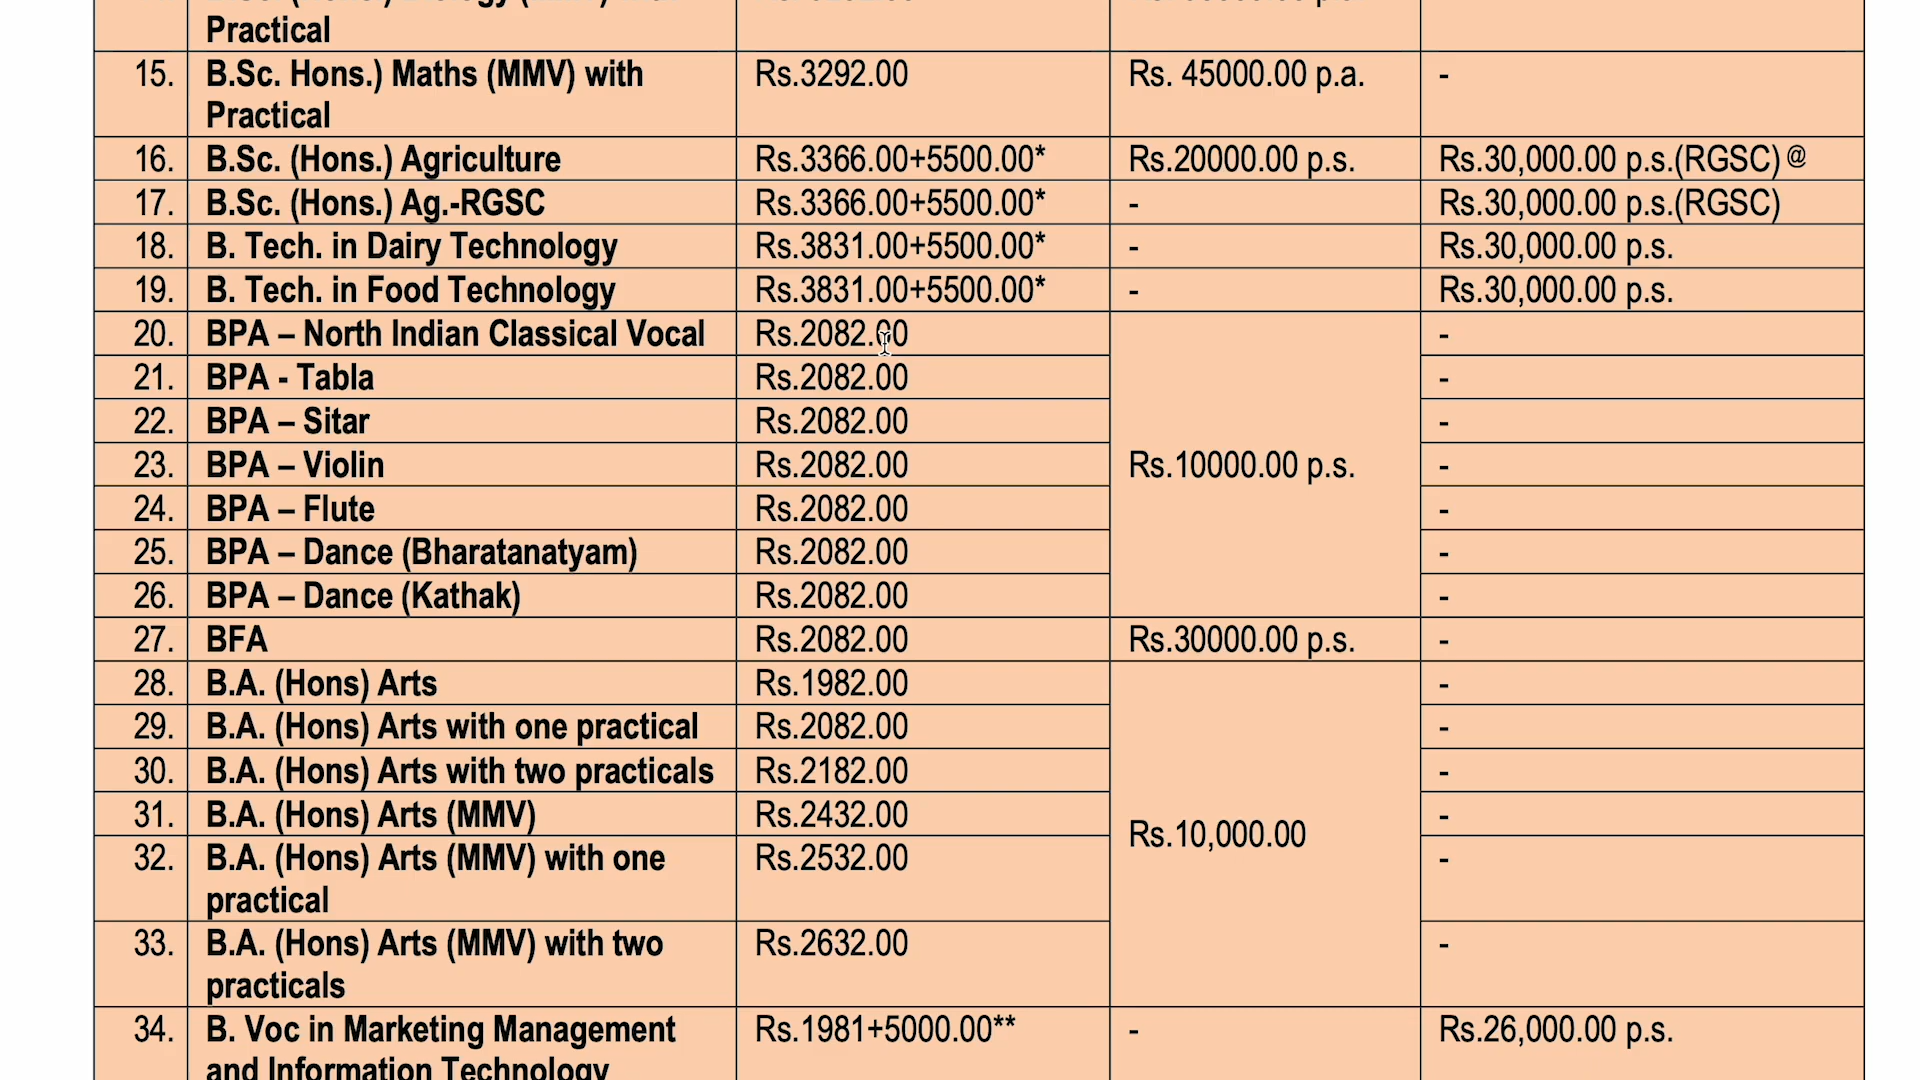 Practical
15. B.Sc. Hons.) Maths (MMV) with Rs.3292.00 Rs. 45000.00 p.a. -
Practical
16. B.Sc. (Hons.) Agriculture Rs.3366.00+5500.00* Rs.20000.00 p.s. Rs.30,000.00 p.s.(RGSC) @
17. B.Sc. (Hons.) Ag.-RGSC Rs.3366.00+5500.00* - Rs.30,000.00 p.s.(RGSC)
18. B. Tech. in Dairy Technology Rs.3831.00+5500.00* - Rs.30,000.00 p.s.
19. B. Tech. in Food Technology Rs.3831.00+5500.00* - Rs.30,000.00 p.s.
20. BPA – North Indian Classical Vocal Rs.2082.00 -
21. BPA - Tabla Rs.2082.00 -
22. BPA – Sitar Rs.2082.00 -
23. BPA – Violin Rs.2082.00 Rs.10000.00 p.s. -
24. BPA – Flute Rs.2082.00 -
25. BPA – Dance (Bharatanatyam) Rs.2082.00 -
26. BPA – Dance (Kathak) Rs.2082.00 -
27. BFA Rs.2082.00 Rs.30000.00 p.s. -
28. B.A. (Hons) Arts Rs.1982.00 -
29. B.A. (Hons) Arts with one practical Rs.2082.00 -
30. B.A. (Hons) Arts with two practicals Rs.2182.00 -
31. B.A. (Hons) Arts (MMV) Rs.2432.00 -
Rs.10,000.00
32. B.A. (Hons) Arts (MMV) with one Rs.2532.00 -
practical
33. B.A. (Hons) Arts (MMV) with two Rs.2632.00 -
practicals
34. B. Voc in Marketing Management Rs.1981+5000.00** - Rs.26,000.00 p.s.
and Information Technology